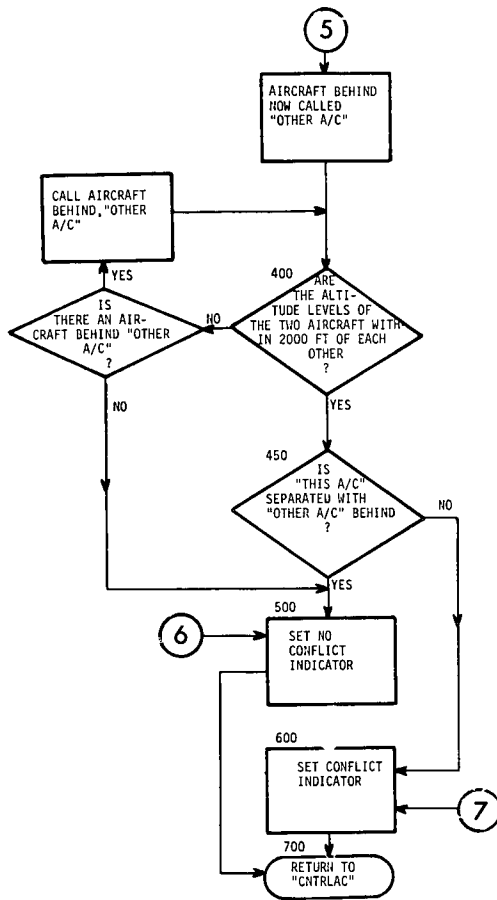 5
AIRCRAFT BEHIND
NOW CALLED
"OTHER A/C"
CALL AIRCRAFT
BEHIND,"OTHER
A/C"
YES
400
ARE
THE ALTI-
TUDE LEVELS OF
THE TWO AIRCRAFT WITH-
IN 2000 FT OF EACH
OTHER
?
NO
IS
THERE AN AIR-
CRAFT BEHIND "OTHER
A/C"
?
NO
YES
450
IS
"THIS A/C"
SEPARATED WITH
"OTHER A/C" BEHIND
?
NO
YES
500
6
SET NO
CONFLICT
INDICATOR
600
SET CONFLICT
INDICATOR
7
700
RETURN TO
"CNTRLAC"